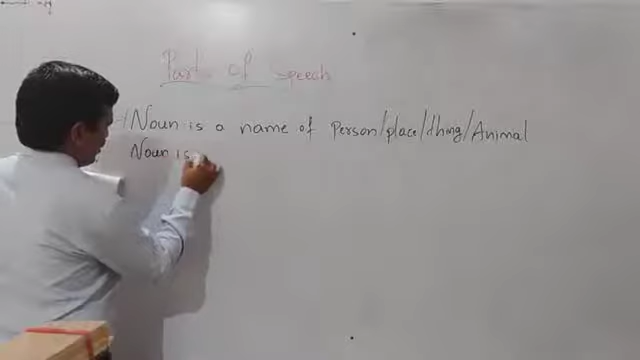 Parts of Speech
Noun is a name of Person/place/thing/Animal
Noun is